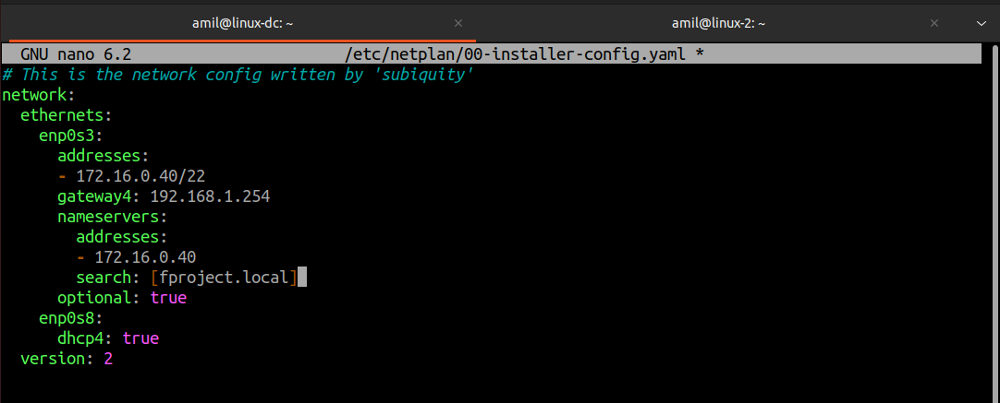 amil@linux-dc: ~ × amil@linux-2: ~ ×
GNU nano 6.2 /etc/netplan/00-installer-config.yaml *
# This is the network config written by 'subiquity'
network:
  ethernets:
    enp0s3:
      addresses:
      - 172.16.0.40/22
      gateway4: 192.168.1.254
      nameservers:
        addresses:
        - 172.16.0.40
        search: [fproject.local]
      optional: true
    enp0s8:
      dhcp4: true
  version: 2